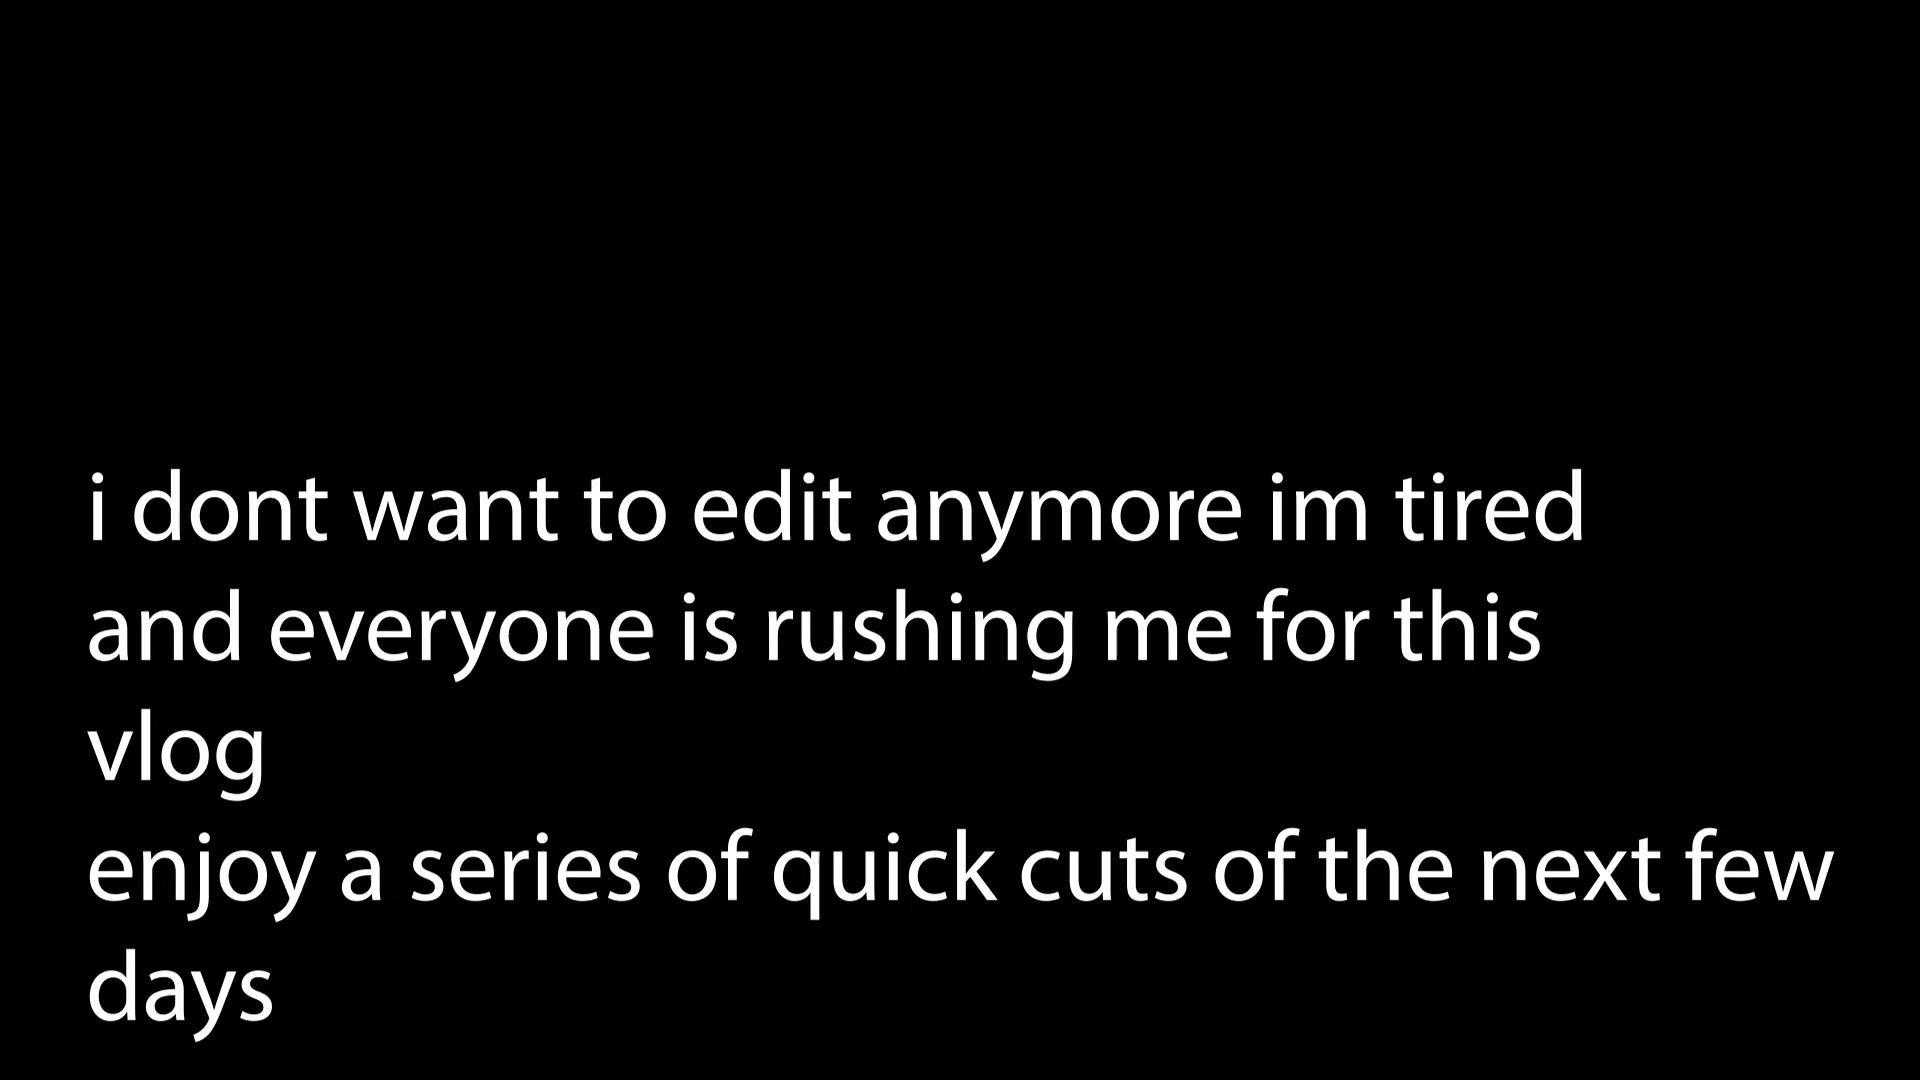 i dont want to edit anymore im tired
and everyone is rushing me for this
vlog
enjoy a series of quick cuts of the next few
days